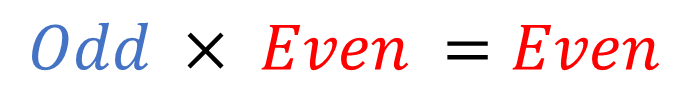 Odd × Even = Even